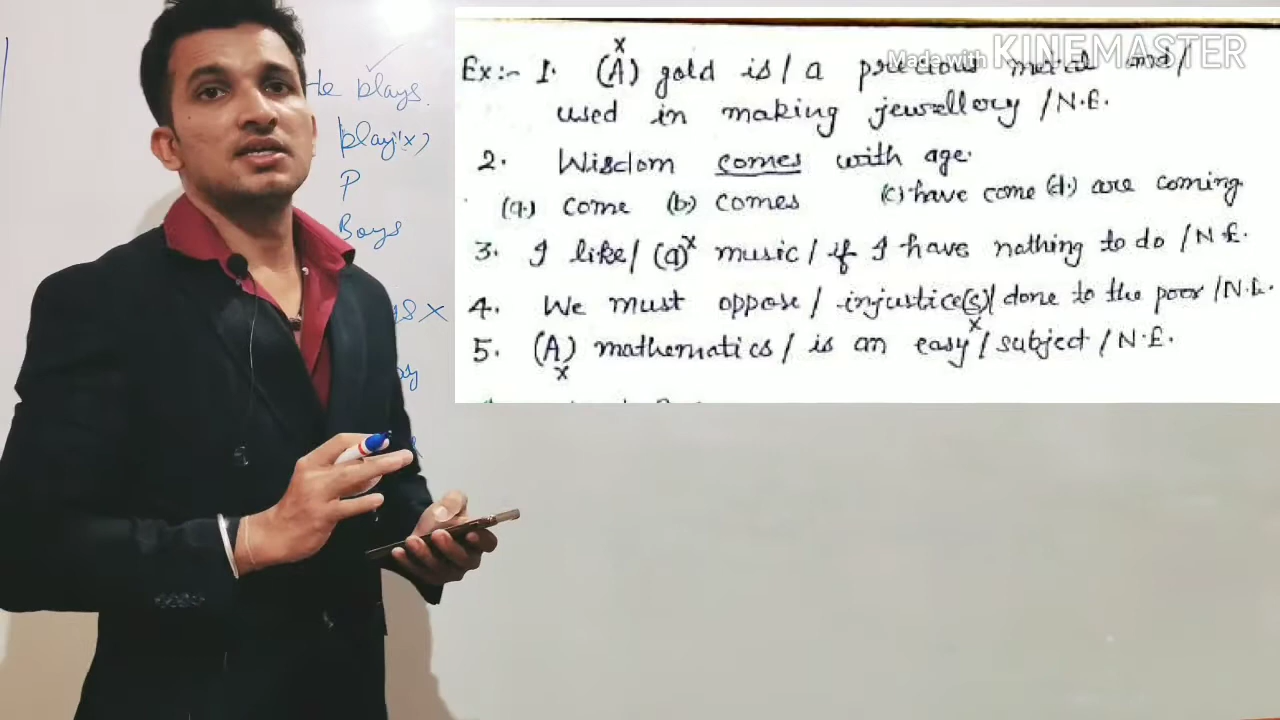 He plays.
play(x)
P
Boys
x
Made with KINEMASTER
x
Ex:- 1. (A) gold is / a precious metal and /
used in making jewellery / N.E.
2. Wisdom comes with age.
(a.) come (b) comes (c) have come (d.) are coming
3. I like / (a)x music / if I have nothing to do / N.E.
4. We must oppose / injustice(s) / done to the poor / N.E.
x
5. (A) mathematics / is an easy / subject / N.E.
x